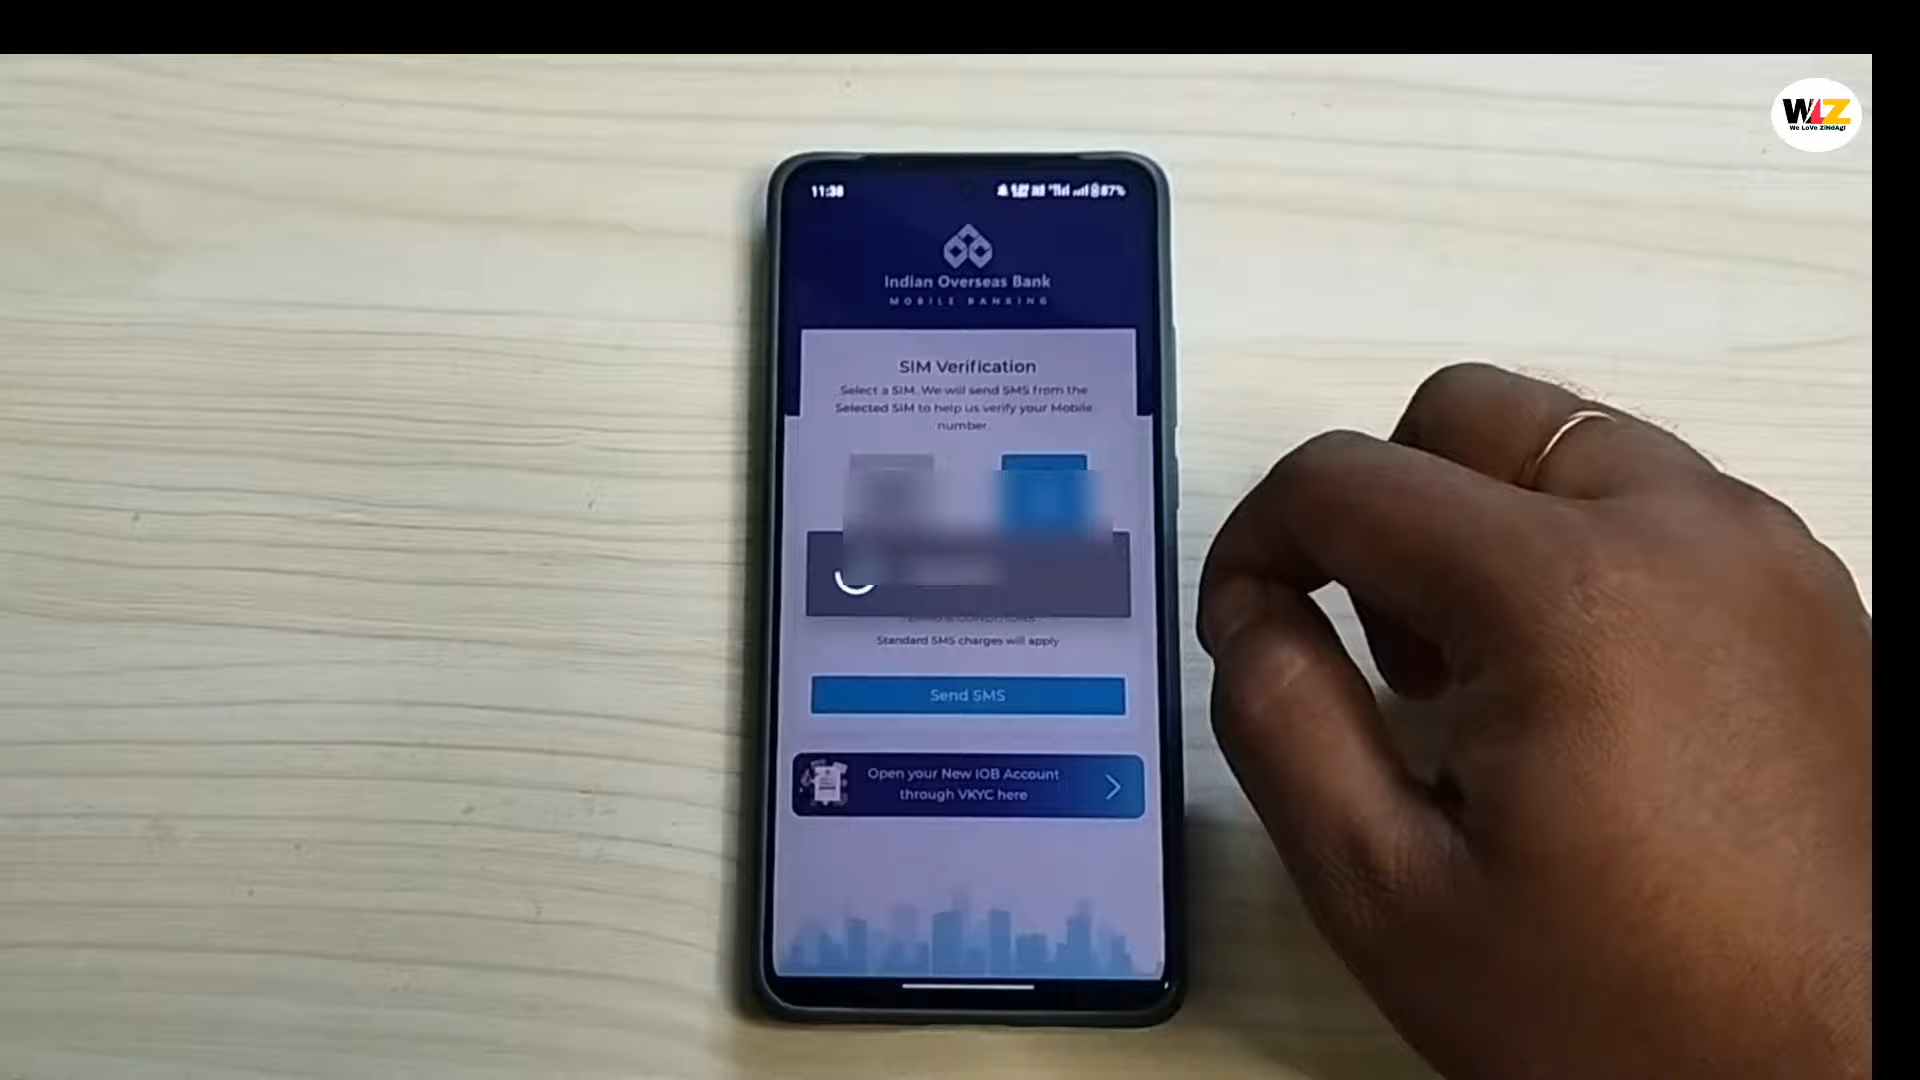 WLZ
We LoVe ZiNdAgI
11:38
87%
Indian Overseas Bank
MOBILE BANKING
SIM Verification
Select a SIM. We will send SMS from the
Selected SIM to help us verify your Mobile
number.
TERMS & CONDITIONS
Standard SMS charges will apply
Send SMS
Open your New IOB Account
through VKYC here